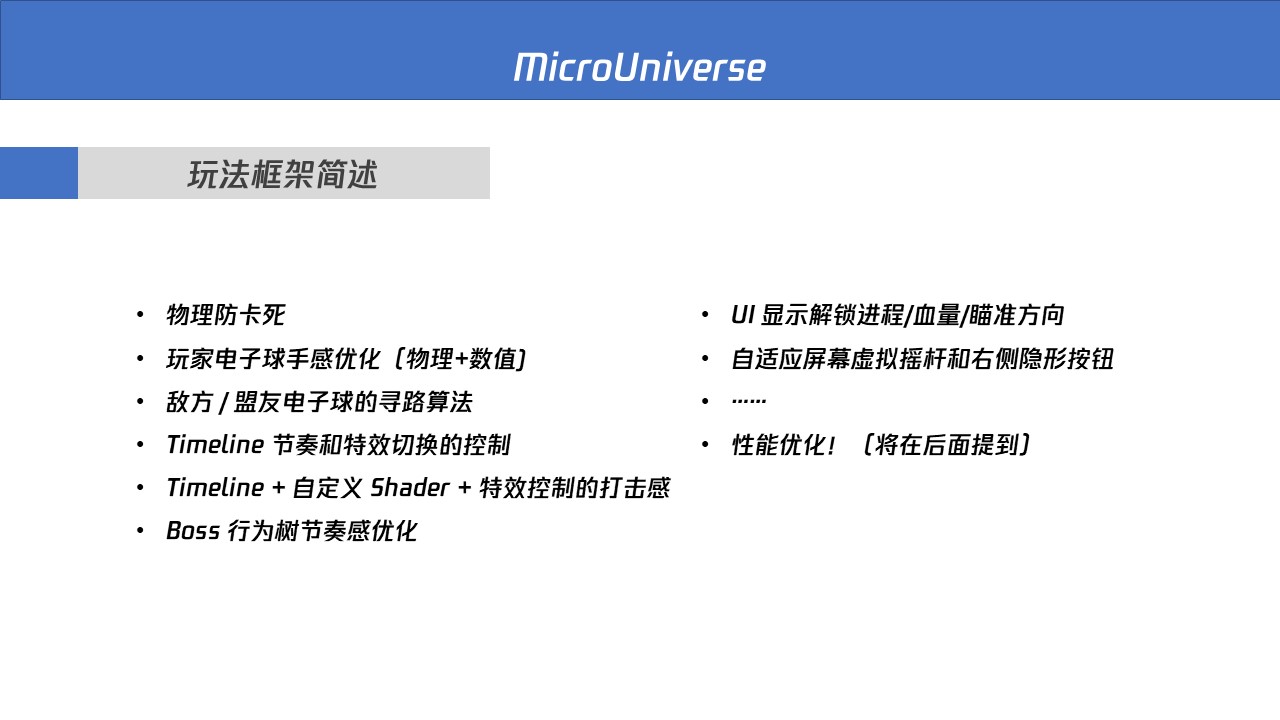 MicroUniverse
玩法框架简述
• 物理防卡死
• 玩家电子球手感优化（物理+数值)
• 敌方 / 盟友电子球的寻路算法
• Timeline 节奏和特效切换的控制
• Timeline + 自定义 Shader + 特效控制的打击感
• Boss 行为树节奏感优化
• UI 显示解锁进程/血量/瞄准方向
• 自适应屏幕虚拟摇杆和右侧隐形按钮
• ……
• 性能优化！（将在后面提到）